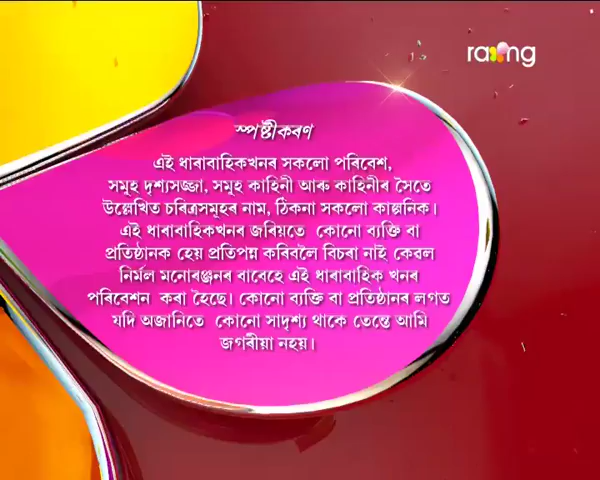 rang
স্পষ্টীকৰণ
এই ধাৰাবাহিকখনৰ সকলো পৰিবেশ,
সমূহ দৃশ্যসজ্জা, সমূহ কাহিনী আৰু কাহিনীৰ সৈতে
উল্লেখিত চৰিত্ৰসমূহৰ নাম, ঠিকনা সকলো কাল্পনিক।
এই ধাৰাবাহিকখনৰ জৰিয়তে কোনো ব্যক্তি বা
প্ৰতিষ্ঠানক হেয় প্ৰতিপন্ন কৰিবলৈ বিচৰা নাই কেৱল
নিৰ্মল মনোৰঞ্জনৰ বাবেহে এই ধাৰাবাহিক খনৰ
পৰিবেশন কৰা হৈছে। কোনো ব্যক্তি বা প্ৰতিষ্ঠানৰ লগত
যদি অজানিতে কোনো সাদৃশ্য থাকে তেন্তে আমি
জগৰীয়া নহয়।